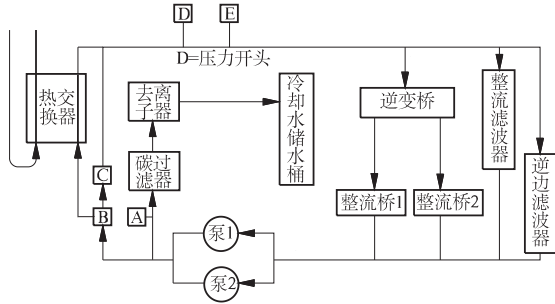 D
E
D=压力开头
热交
换器
去离
子器
冷却水储水桶
逆变桥
整流滤波器
碳过
滤器
逆边滤波器
C
B
A
整流桥1
整流桥2
泵1
泵2